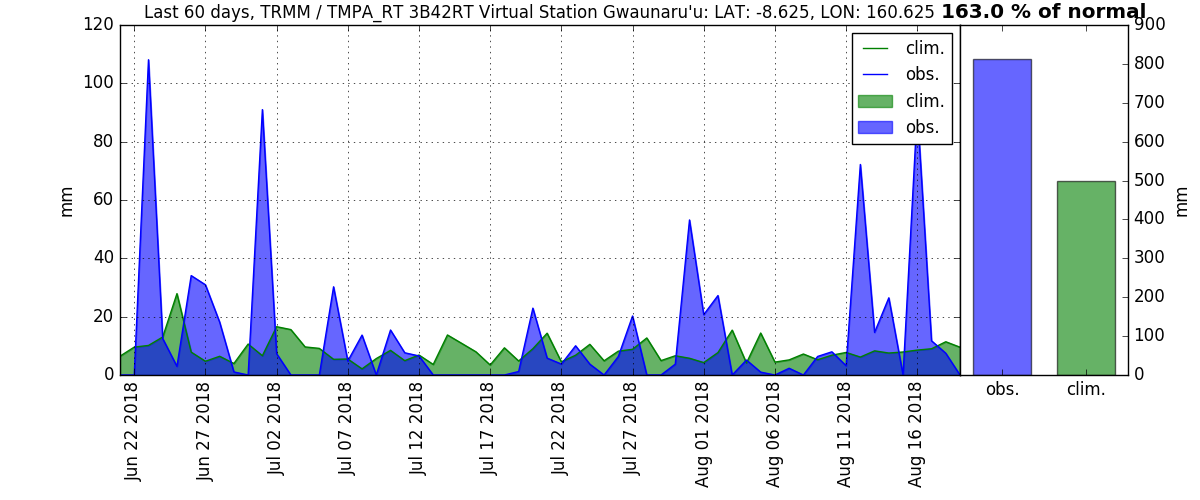 Last 60 days, TRMM / TMPA_RT 3B42RT Virtual Station Gwaunaru'u: LAT: -8.625, LON: 160.625 163.0 % of normal
mm
120
100
80
60
40
20
0
clim.
obs.
clim.
obs.
900
800
700
600
500
400
300
200
100
0
mm
Jun 22 2018
Jun 27 2018
Jul 02 2018
Jul 07 2018
Jul 12 2018
Jul 17 2018
Jul 22 2018
Jul 27 2018
Aug 01 2018
Aug 06 2018
Aug 11 2018
Aug 16 2018
obs.
clim.